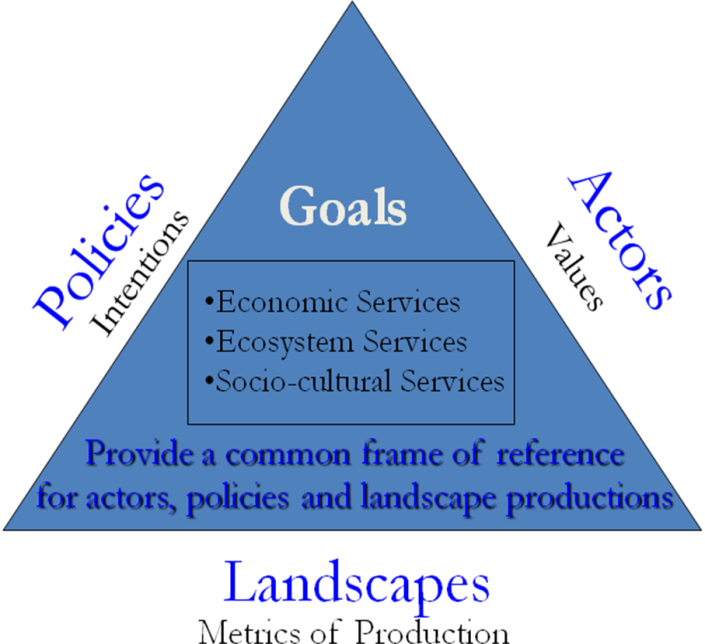 Policies
Intentions
Actors
Values
Goals
•Economic Services
•Ecosystem Services
•Socio-cultural Services
Provide a common frame of reference
for actors, policies and landscape productions
Landscapes
Metrics of Production